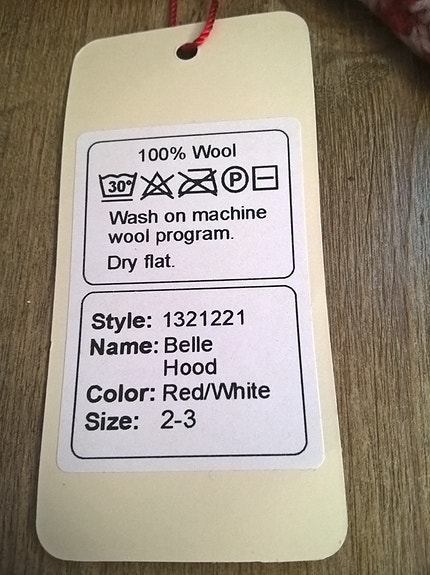 100% Wool
30° P
Wash on machine
wool program.
Dry flat.
Style: 1321221
Name: Belle
Hood
Color: Red/White
Size: 2-3